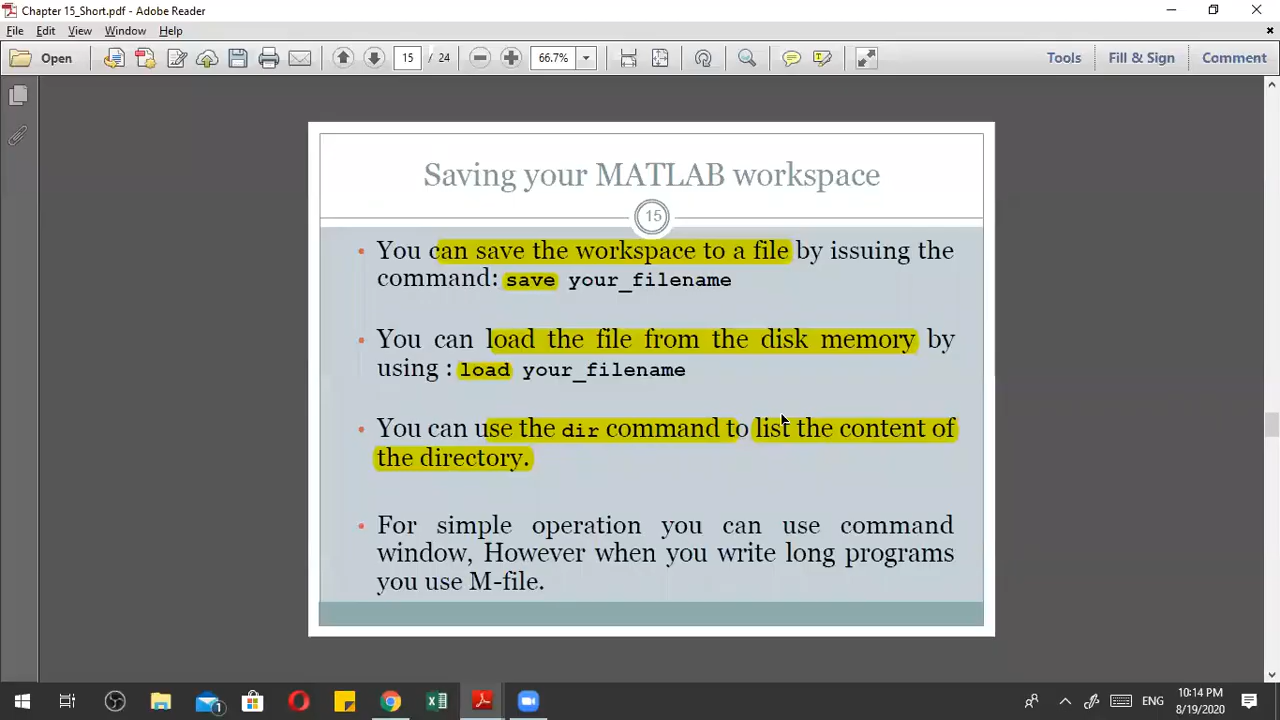 Chapter 15_Short.pdf - Adobe Reader
File Edit View Window Help
Open 15 / 24 66.7% Tools Fill & Sign Comment
Saving your MATLAB workspace
15
• You can save the workspace to a file by issuing the
command: save your_filename
• You can load the file from the disk memory by
using : load your_filename
• You can use the dir command to list the content of
the directory.
• For simple operation you can use command
window, However when you write long programs
you use M-file.
1
ENG
10:14 PM
8/19/2020